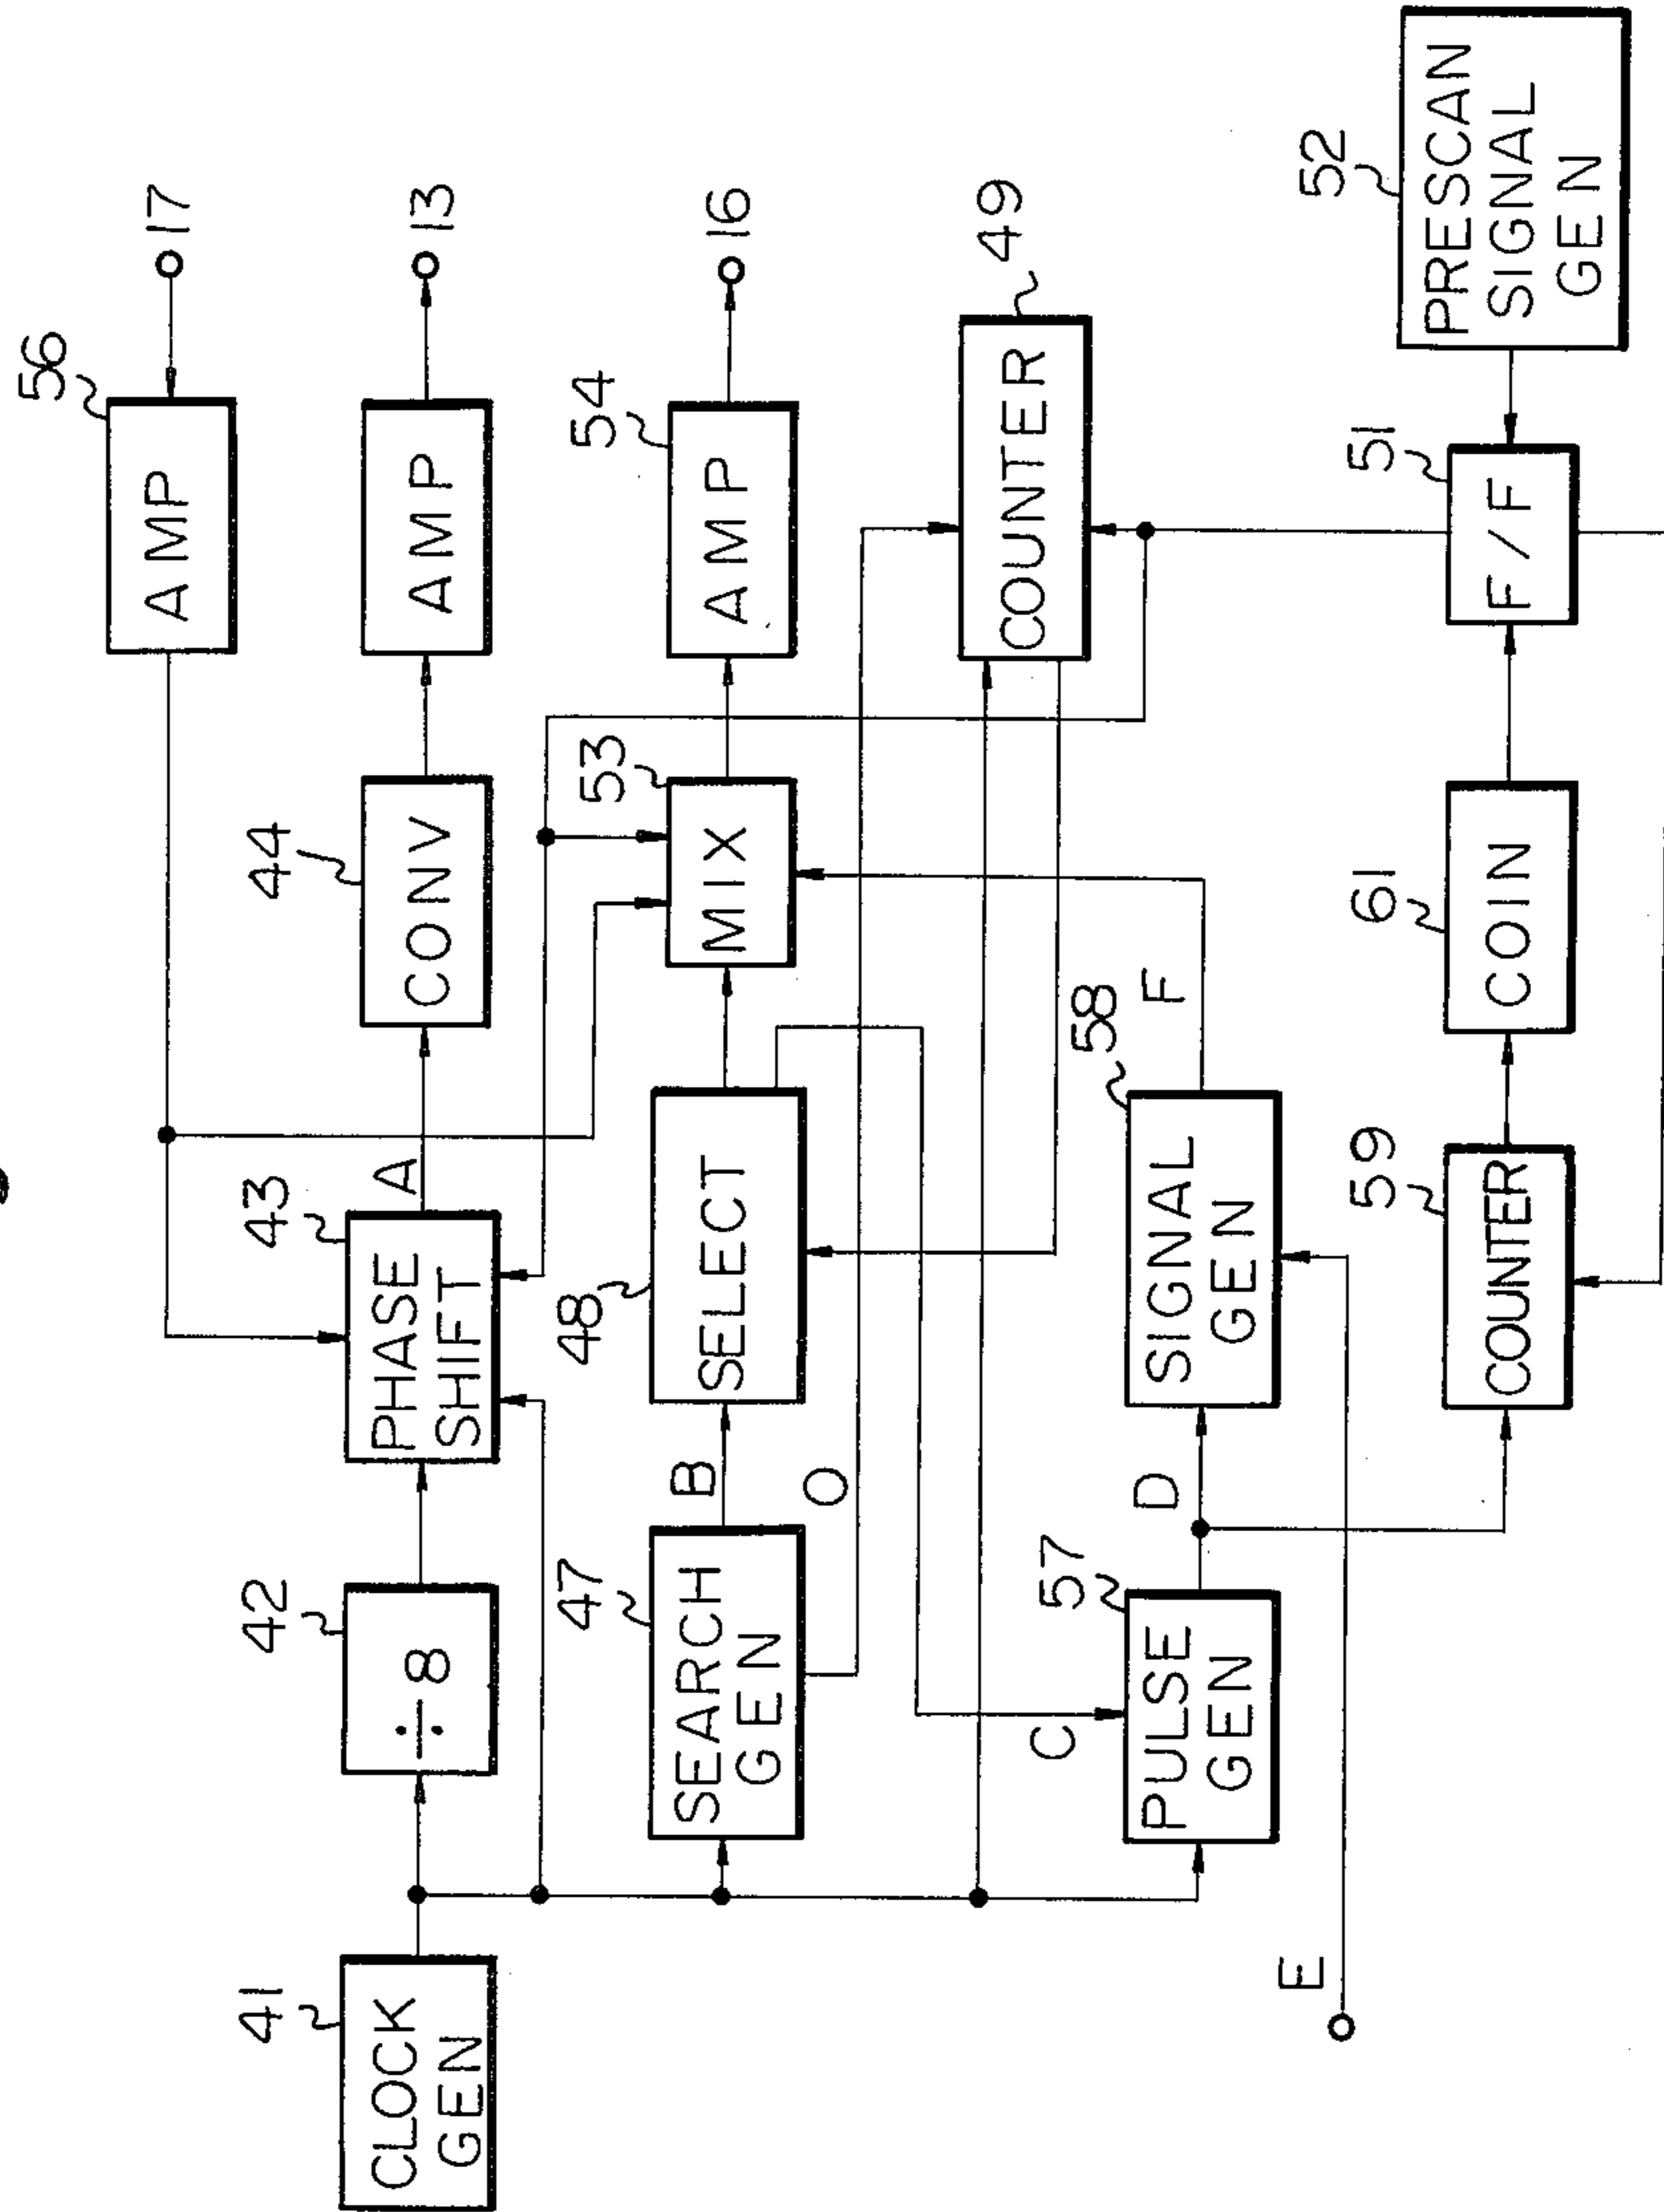 56
AMP
17
41
CLOCK
GEN
42
÷ 8
43
PHASE
SHIFT
A
44
CONV
AMP
13
47
SEARCH
GEN
B
O
48
SELECT
53
MIX
54
AMP
16
49
COUNTER
C
57
PULSE
GEN
D
58
SIGNAL
GEN
F
E
59
COUNTER
61
COIN
51
F/F
52
PRESCAN
SIGNAL
GEN